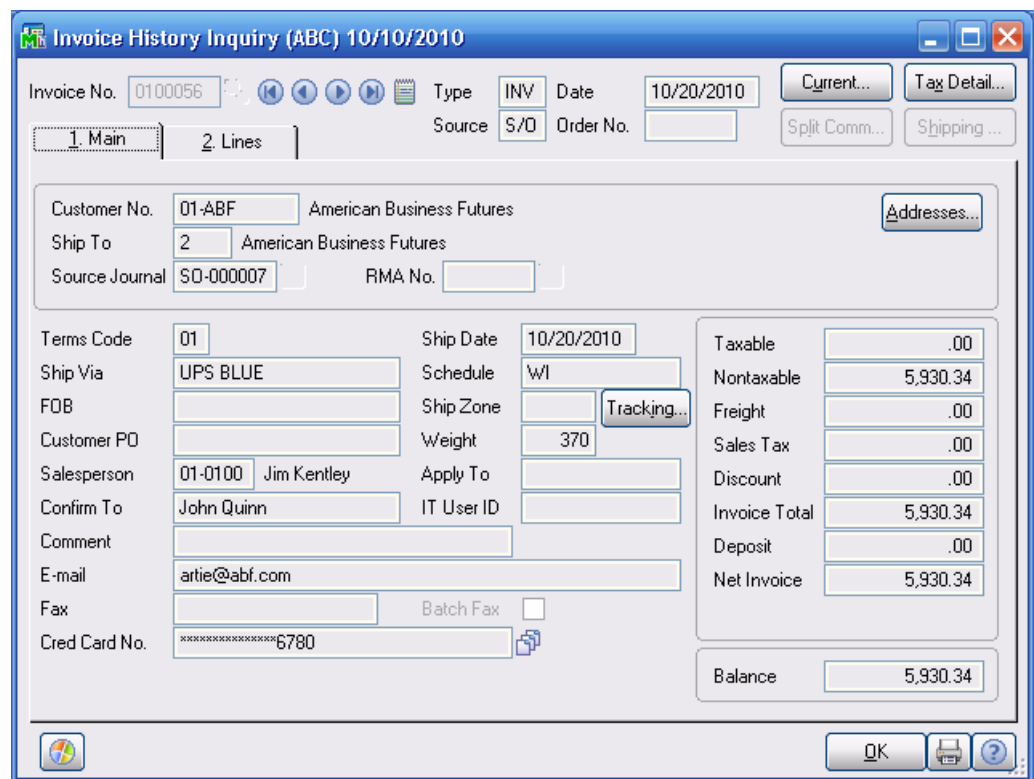 Invoice History Inquiry (ABC) 10/10/2010
Invoice No. 0100056 Type INV Date 10/20/2010 Current... Tax Detail...
Source S/O Order No. Split Comm... Shipping ...
1. Main 2. Lines
Customer No. 01-ABF American Business Futures Addresses...
Ship To 2 American Business Futures
Source Journal SO-000007 RMA No.
Terms Code 01 Ship Date 10/20/2010 Taxable .00
Ship Via UPS BLUE Schedule WI Nontaxable 5,930.34
FOB Ship Zone Tracking... Freight .00
Customer PO Weight 370 Sales Tax .00
Salesperson 01-0100 Jim Kentley Apply To Discount .00
Confirm To John Quinn IT User ID Invoice Total 5,930.34
Comment Deposit .00
E-mail artie@abf.com Net Invoice 5,930.34
Fax Batch Fax
Cred Card No. ***************6780
Balance 5,930.34
OK